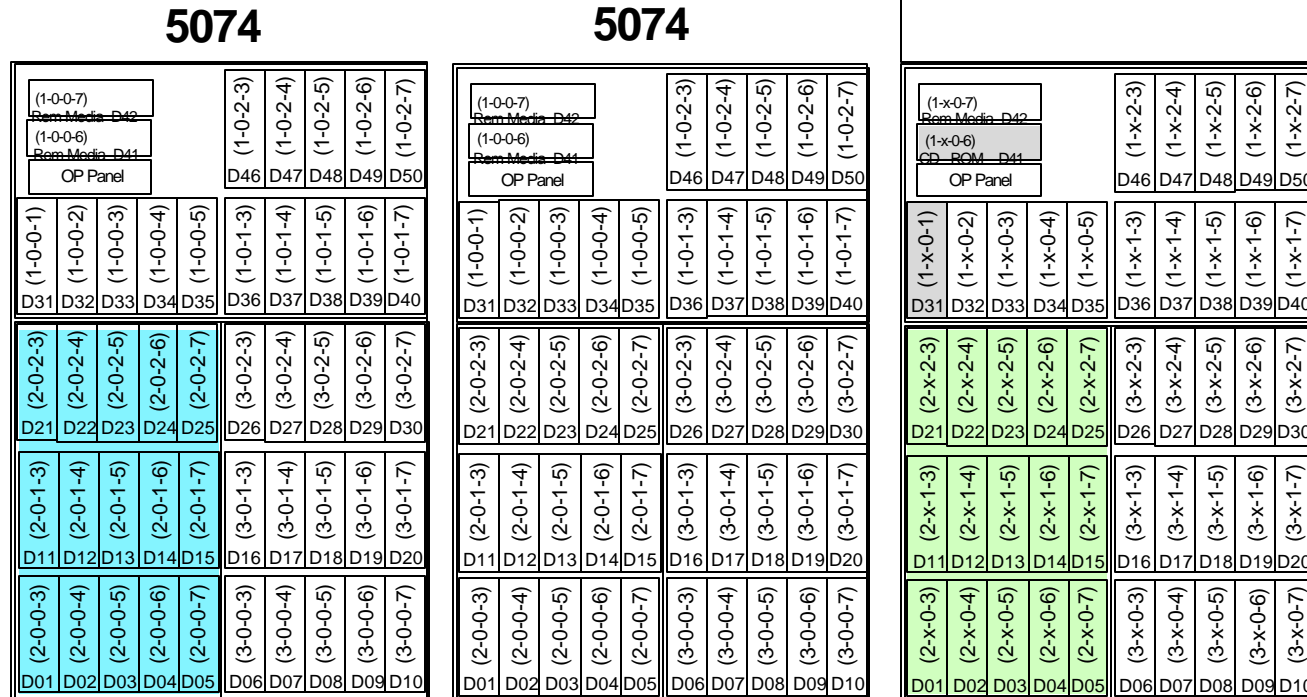 5074
(1-0-0-7)
Rem Media D42
(1-0-0-6)
Rem Media D41
OP Panel
(1-0-2-3) (1-0-2-4) (1-0-2-5) (1-0-2-6) (1-0-2-7)
D46 D47 D48 D49 D50
(1-0-0-1) (1-0-0-2) (1-0-0-3) (1-0-0-4) (1-0-0-5) (1-0-1-3) (1-0-1-4) (1-0-1-5) (1-0-1-6) (1-0-1-7)
D31 D32 D33 D34 D35 D36 D37 D38 D39 D40
(2-0-2-3) (2-0-2-4) (2-0-2-5) (2-0-2-6) (2-0-2-7) (3-0-2-3) (3-0-2-4) (3-0-2-5) (3-0-2-6) (3-0-2-7)
D21 D22 D23 D24 D25 D26 D27 D28 D29 D30
(2-0-1-3) (2-0-1-4) (2-0-1-5) (2-0-1-6) (2-0-1-7) (3-0-1-3) (3-0-1-4) (3-0-1-5) (3-0-1-6) (3-0-1-7)
D11 D12 D13 D14 D15 D16 D17 D18 D19 D20
(2-0-0-3) (2-0-0-4) (2-0-0-5) (2-0-0-6) (2-0-0-7) (3-0-0-3) (3-0-0-4) (3-0-0-5) (3-0-0-6) (3-0-0-7)
D01 D02 D03 D04 D05 D06 D07 D08 D09 D10
5074
(1-0-0-7)
Rem Media D42
(1-0-0-6)
Rem Media D41
OP Panel
(1-0-2-3) (1-0-2-4) (1-0-2-5) (1-0-2-6) (1-0-2-7)
D46 D47 D48 D49 D50
(1-0-0-1) (1-0-0-2) (1-0-0-3) (1-0-0-4) (1-0-0-5) (1-0-1-3) (1-0-1-4) (1-0-1-5) (1-0-1-6) (1-0-1-7)
D31 D32 D33 D34 D35 D36 D37 D38 D39 D40
(2-0-2-3) (2-0-2-4) (2-0-2-5) (2-0-2-6) (2-0-2-7) (3-0-2-3) (3-0-2-4) (3-0-2-5) (3-0-2-6) (3-0-2-7)
D21 D22 D23 D24 D25 D26 D27 D28 D29 D30
(2-0-1-3) (2-0-1-4) (2-0-1-5) (2-0-1-6) (2-0-1-7) (3-0-1-3) (3-0-1-4) (3-0-1-5) (3-0-1-6) (3-0-1-7)
D11 D12 D13 D14 D15 D16 D17 D18 D19 D20
(2-0-0-3) (2-0-0-4) (2-0-0-5) (2-0-0-6) (2-0-0-7) (3-0-0-3) (3-0-0-4) (3-0-0-5) (3-0-0-6) (3-0-0-7)
D01 D02 D03 D04 D05 D06 D07 D08 D09 D10
(1-x-0-7)
Rem Media D42
(1-x-0-6)
CD - ROM D41
OP Panel
(1-x-2-3) (1-x-2-4) (1-x-2-5) (1-x-2-6) (1-x-2-7)
D46 D47 D48 D49 D50
(1-x-0-1) (1-x-0-2) (1-x-0-3) (1-x-0-4) (1-x-0-5) (1-x-1-3) (1-x-1-4) (1-x-1-5) (1-x-1-6) (1-x-1-7)
D31 D32 D33 D34 D35 D36 D37 D38 D39 D40
(2-x-2-3) (2-x-2-4) (2-x-2-5) (2-x-2-6) (2-x-2-7) (3-x-2-3) (3-x-2-4) (3-x-2-5) (3-x-2-6) (3-x-2-7)
D21 D22 D23 D24 D25 D26 D27 D28 D29 D30
(2-x-1-3) (2-x-1-4) (2-x-1-5) (2-x-1-6) (2-x-1-7) (3-x-1-3) (3-x-1-4) (3-x-1-5) (3-x-1-6) (3-x-1-7)
D11 D12 D13 D14 D15 D16 D17 D18 D19 D20
(2-x-0-3) (2-x-0-4) (2-x-0-5) (2-x-0-6) (2-x-0-7) (3-x-0-3) (3-x-0-4) (3-x-0-5) (3-x-0-6) (3-x-0-7)
D01 D02 D03 D04 D05 D06 D07 D08 D09 D10